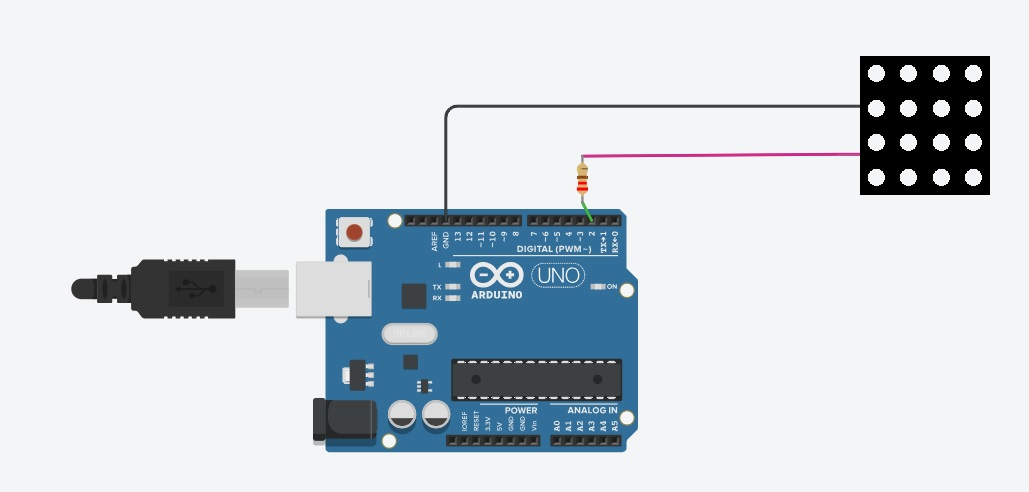 AREF
GND
13
12
~11
~10
~9
8
7
~6
~5
4
~3
2
TX→1
RX←0
DIGITAL (PWM~)
L
TX
RX
UNO
ARDUINO
ON
POWER
ANALOG IN
IOREF
RESET
3.3V
5V
GND
GND
Vin
A0
A1
A2
A3
A4
A5